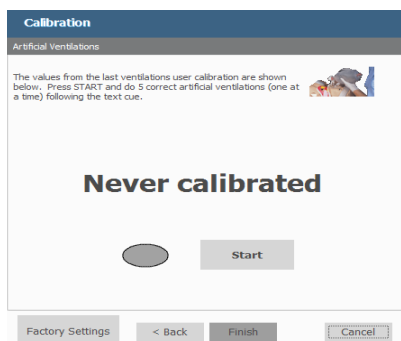 Calibration
Artificial Ventilations
The values from the last ventilations user calibration are shown
below. Press START and do 5 correct artificial ventilations (one at
a time) following the text cue.
Never calibrated
Start
Factory Settings
< Back
Finish
Cancel